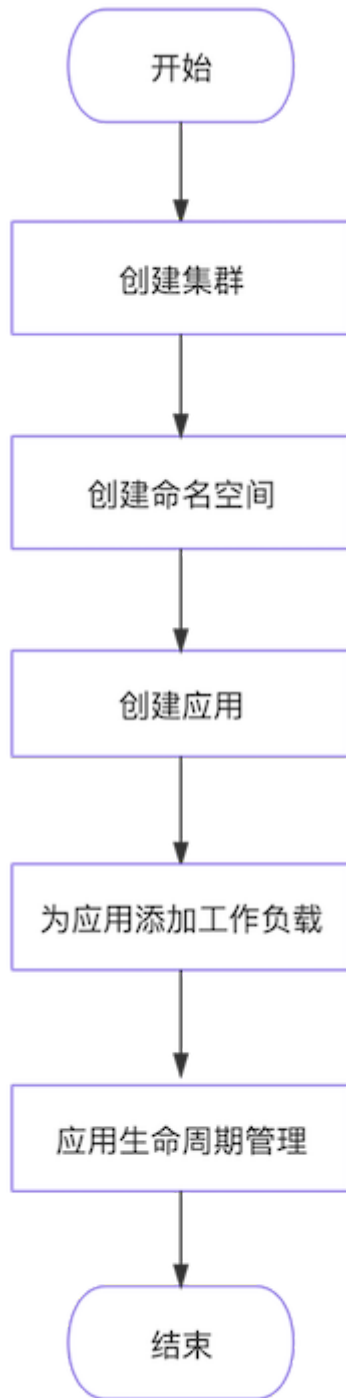 开始
创建集群
创建命名空间
创建应用
为应用添加工作负载
应用生命周期管理
结束